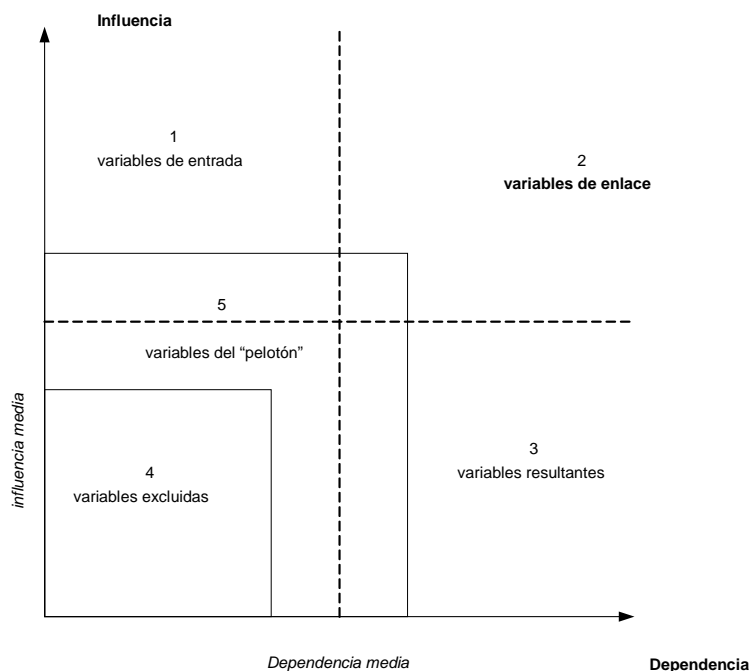 Influencia
1
variables de entrada
2
variables de enlace
5
variables del “pelotón”
influencia media
3
variables resultantes
4
variables excluidas
Dependencia media
Dependencia